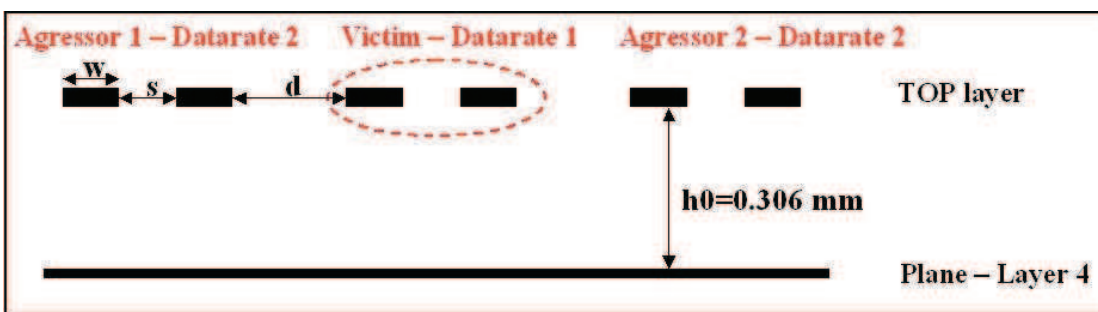 Agressor 1 – Datarate 2 Victim – Datarate 1 Agressor 2 – Datarate 2
w
s d TOP layer
h0=0.306 mm
Plane – Layer 4